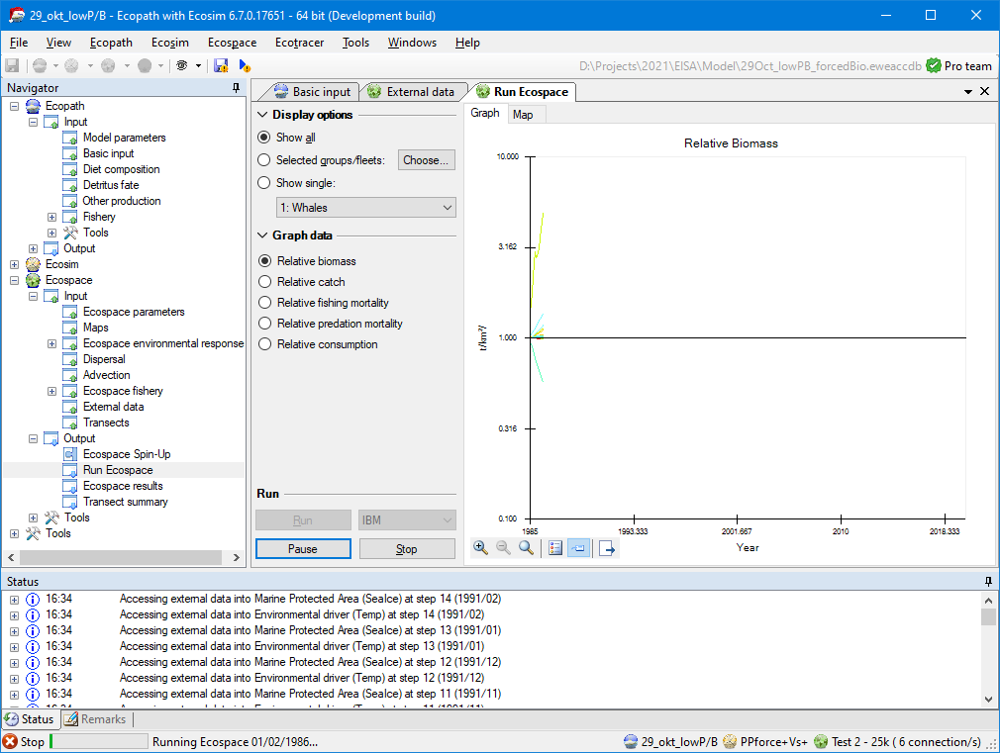 29_okt_lowP/B - Ecopath with Ecosim 6.7.0.17651 - 64 bit (Development build)
File View Ecopath Ecosim Ecospace Ecotracer Tools Windows Help
D:\Projects\2021\EISA\Model\29Oct_lowPB_forcedBio.eweaccdb Pro team
Navigator
Ecopath
Input
Model parameters
Basic input
Diet composition
Detritus fate
Other production
Fishery
Tools
Output
Ecosim
Ecospace
Input
Ecospace parameters
Maps
Ecospace environmental response
Dispersal
Advection
Ecospace fishery
External data
Transects
Output
Ecospace Spin-Up
Run Ecospace
Ecospace results
Transect summary
Tools
Tools
Basic input External data Run Ecospace
Display options
Show all
Selected groups/fleets: Choose...
Show single:
1: Whales
Graph data
Relative biomass
Relative catch
Relative fishing mortality
Relative predation mortality
Relative consumption
Run
Run IBM
Pause Stop
Graph Map
Relative Biomass
10.000
3.162
1.000
0.316
0.100
t/km²/
1985 1993.333 2001.667 2010 2018.333
Year
Status
16:34 Accessing external data into Marine Protected Area (SeaIce) at step 14 (1991/02)
16:34 Accessing external data into Environmental driver (Temp) at step 14 (1991/02)
16:34 Accessing external data into Marine Protected Area (SeaIce) at step 13 (1991/01)
16:34 Accessing external data into Environmental driver (Temp) at step 13 (1991/01)
16:34 Accessing external data into Marine Protected Area (SeaIce) at step 12 (1991/12)
16:34 Accessing external data into Environmental driver (Temp) at step 12 (1991/12)
16:34 Accessing external data into Marine Protected Area (SeaIce) at step 11 (1991/11)
Status Remarks
Stop Running Ecospace 01/02/1986... 29_okt_lowP/B PPforce+Vs+ Test 2 - 25k ( 6 connection/s)